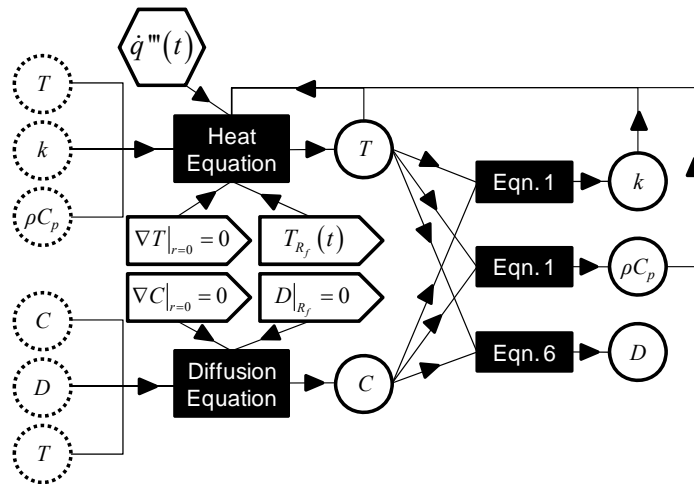 q̇'''(t)
T
k
ρC_p
Heat
Equation
T
∇T|_{r=0} = 0
T_{R_f}(t)
∇C|_{r=0} = 0
D|_{R_f} = 0
C
D
T
Diffusion
Equation
C
Eqn. 1
k
Eqn. 1
ρC_p
Eqn. 6
D